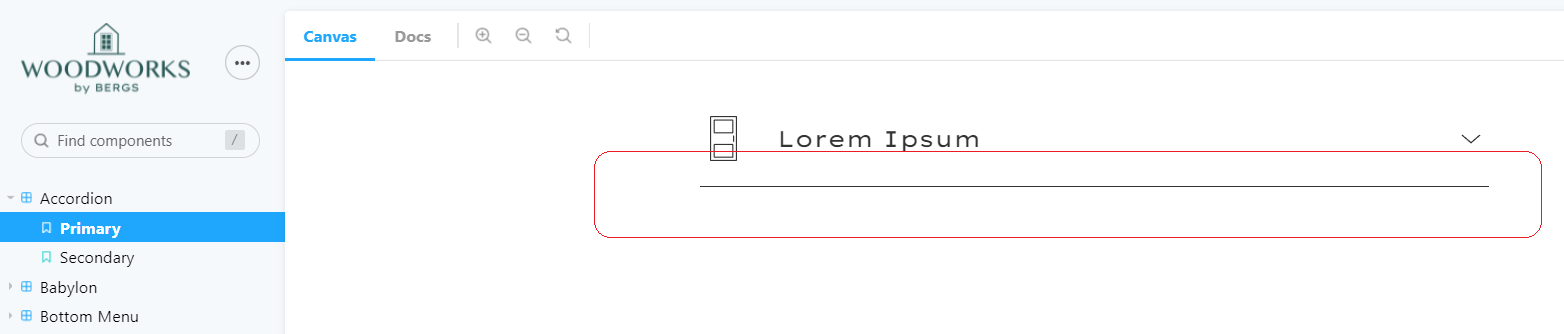 WOODWORKS
by BERGS
Find components /
Accordion
Primary
Secondary
Babylon
Bottom Menu
Canvas Docs
Lorem Ipsum